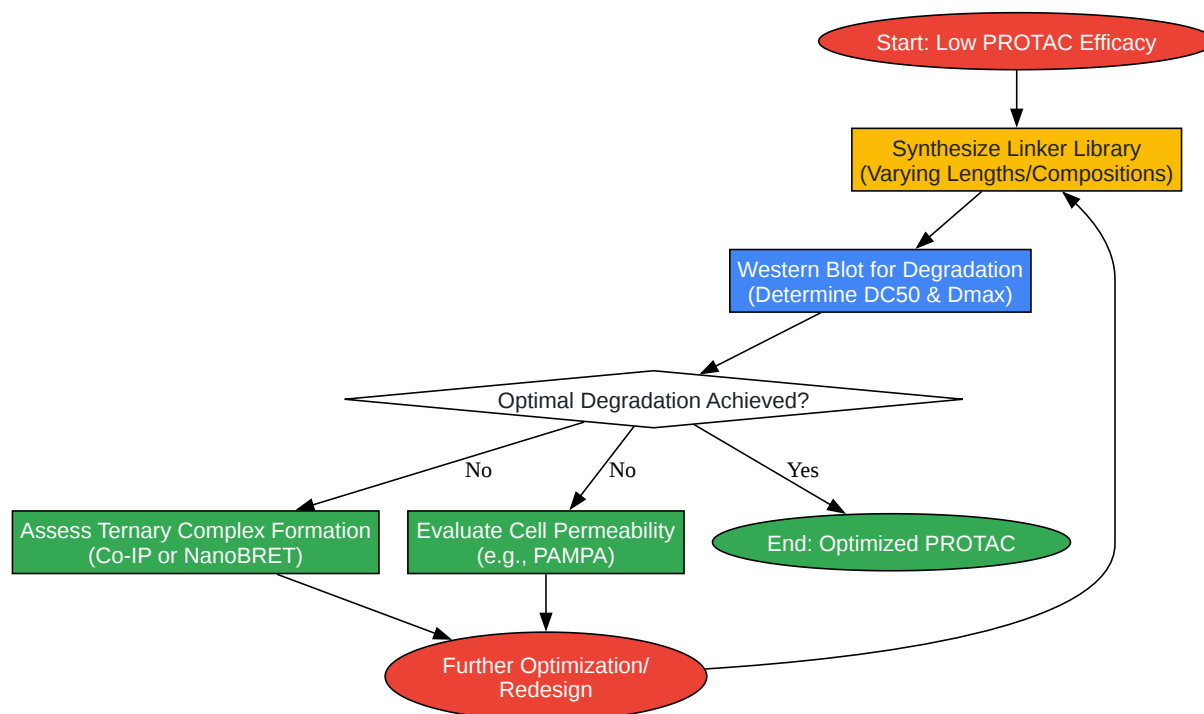 Start: Low PROTAC Efficacy
Synthesize Linker Library
(Varying Lengths/Compositions)
Western Blot for Degradation
(Determine DC50 & Dmax)
Optimal Degradation Achieved?
No
No
Yes
Assess Ternary Complex Formation
(Co-IP or NanoBRET)
Evaluate Cell Permeability
(e.g., PAMPA)
End: Optimized PROTAC
Further Optimization/
Redesign